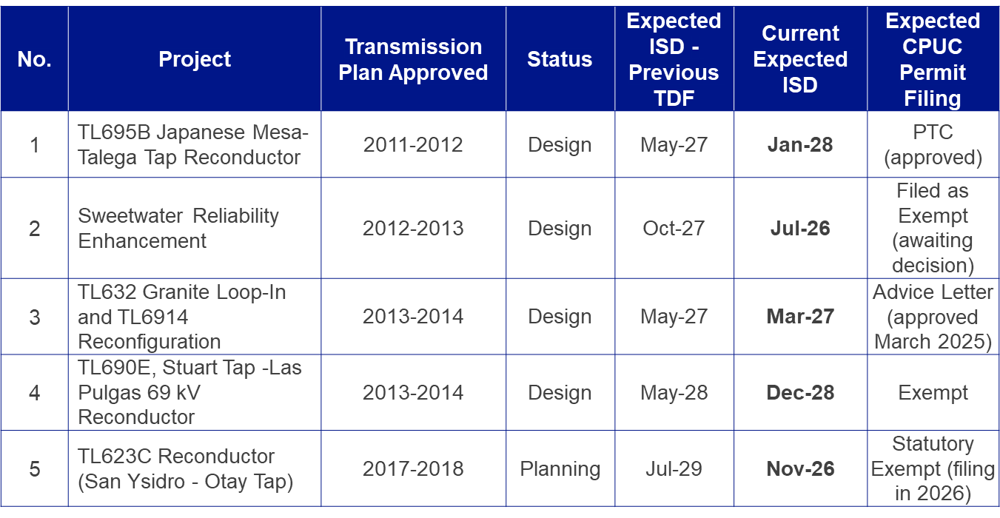 No.
Project
Transmission
Plan Approved
Status
Expected
ISD -
Previous
TDF
Current
Expected
ISD
Expected
CPUC
Permit
Filing
1
TL695B Japanese Mesa-
Talega Tap Reconductor
2011-2012
Design
May-27
Jan-28
PTC
(approved)
2
Sweetwater Reliability
Enhancement
2012-2013
Design
Oct-27
Jul-26
Filed as
Exempt
(awaiting
decision)
3
TL632 Granite Loop-In
and TL6914
Reconfiguration
2013-2014
Design
May-27
Mar-27
Advice Letter
(approved
March 2025)
4
TL690E, Stuart Tap -Las
Pulgas 69 kV
Reconductor
2013-2014
Design
May-28
Dec-28
Exempt
5
TL623C Reconductor
(San Ysidro - Otay Tap)
2017-2018
Planning
Jul-29
Nov-26
Statutory
Exempt (filing
in 2026)